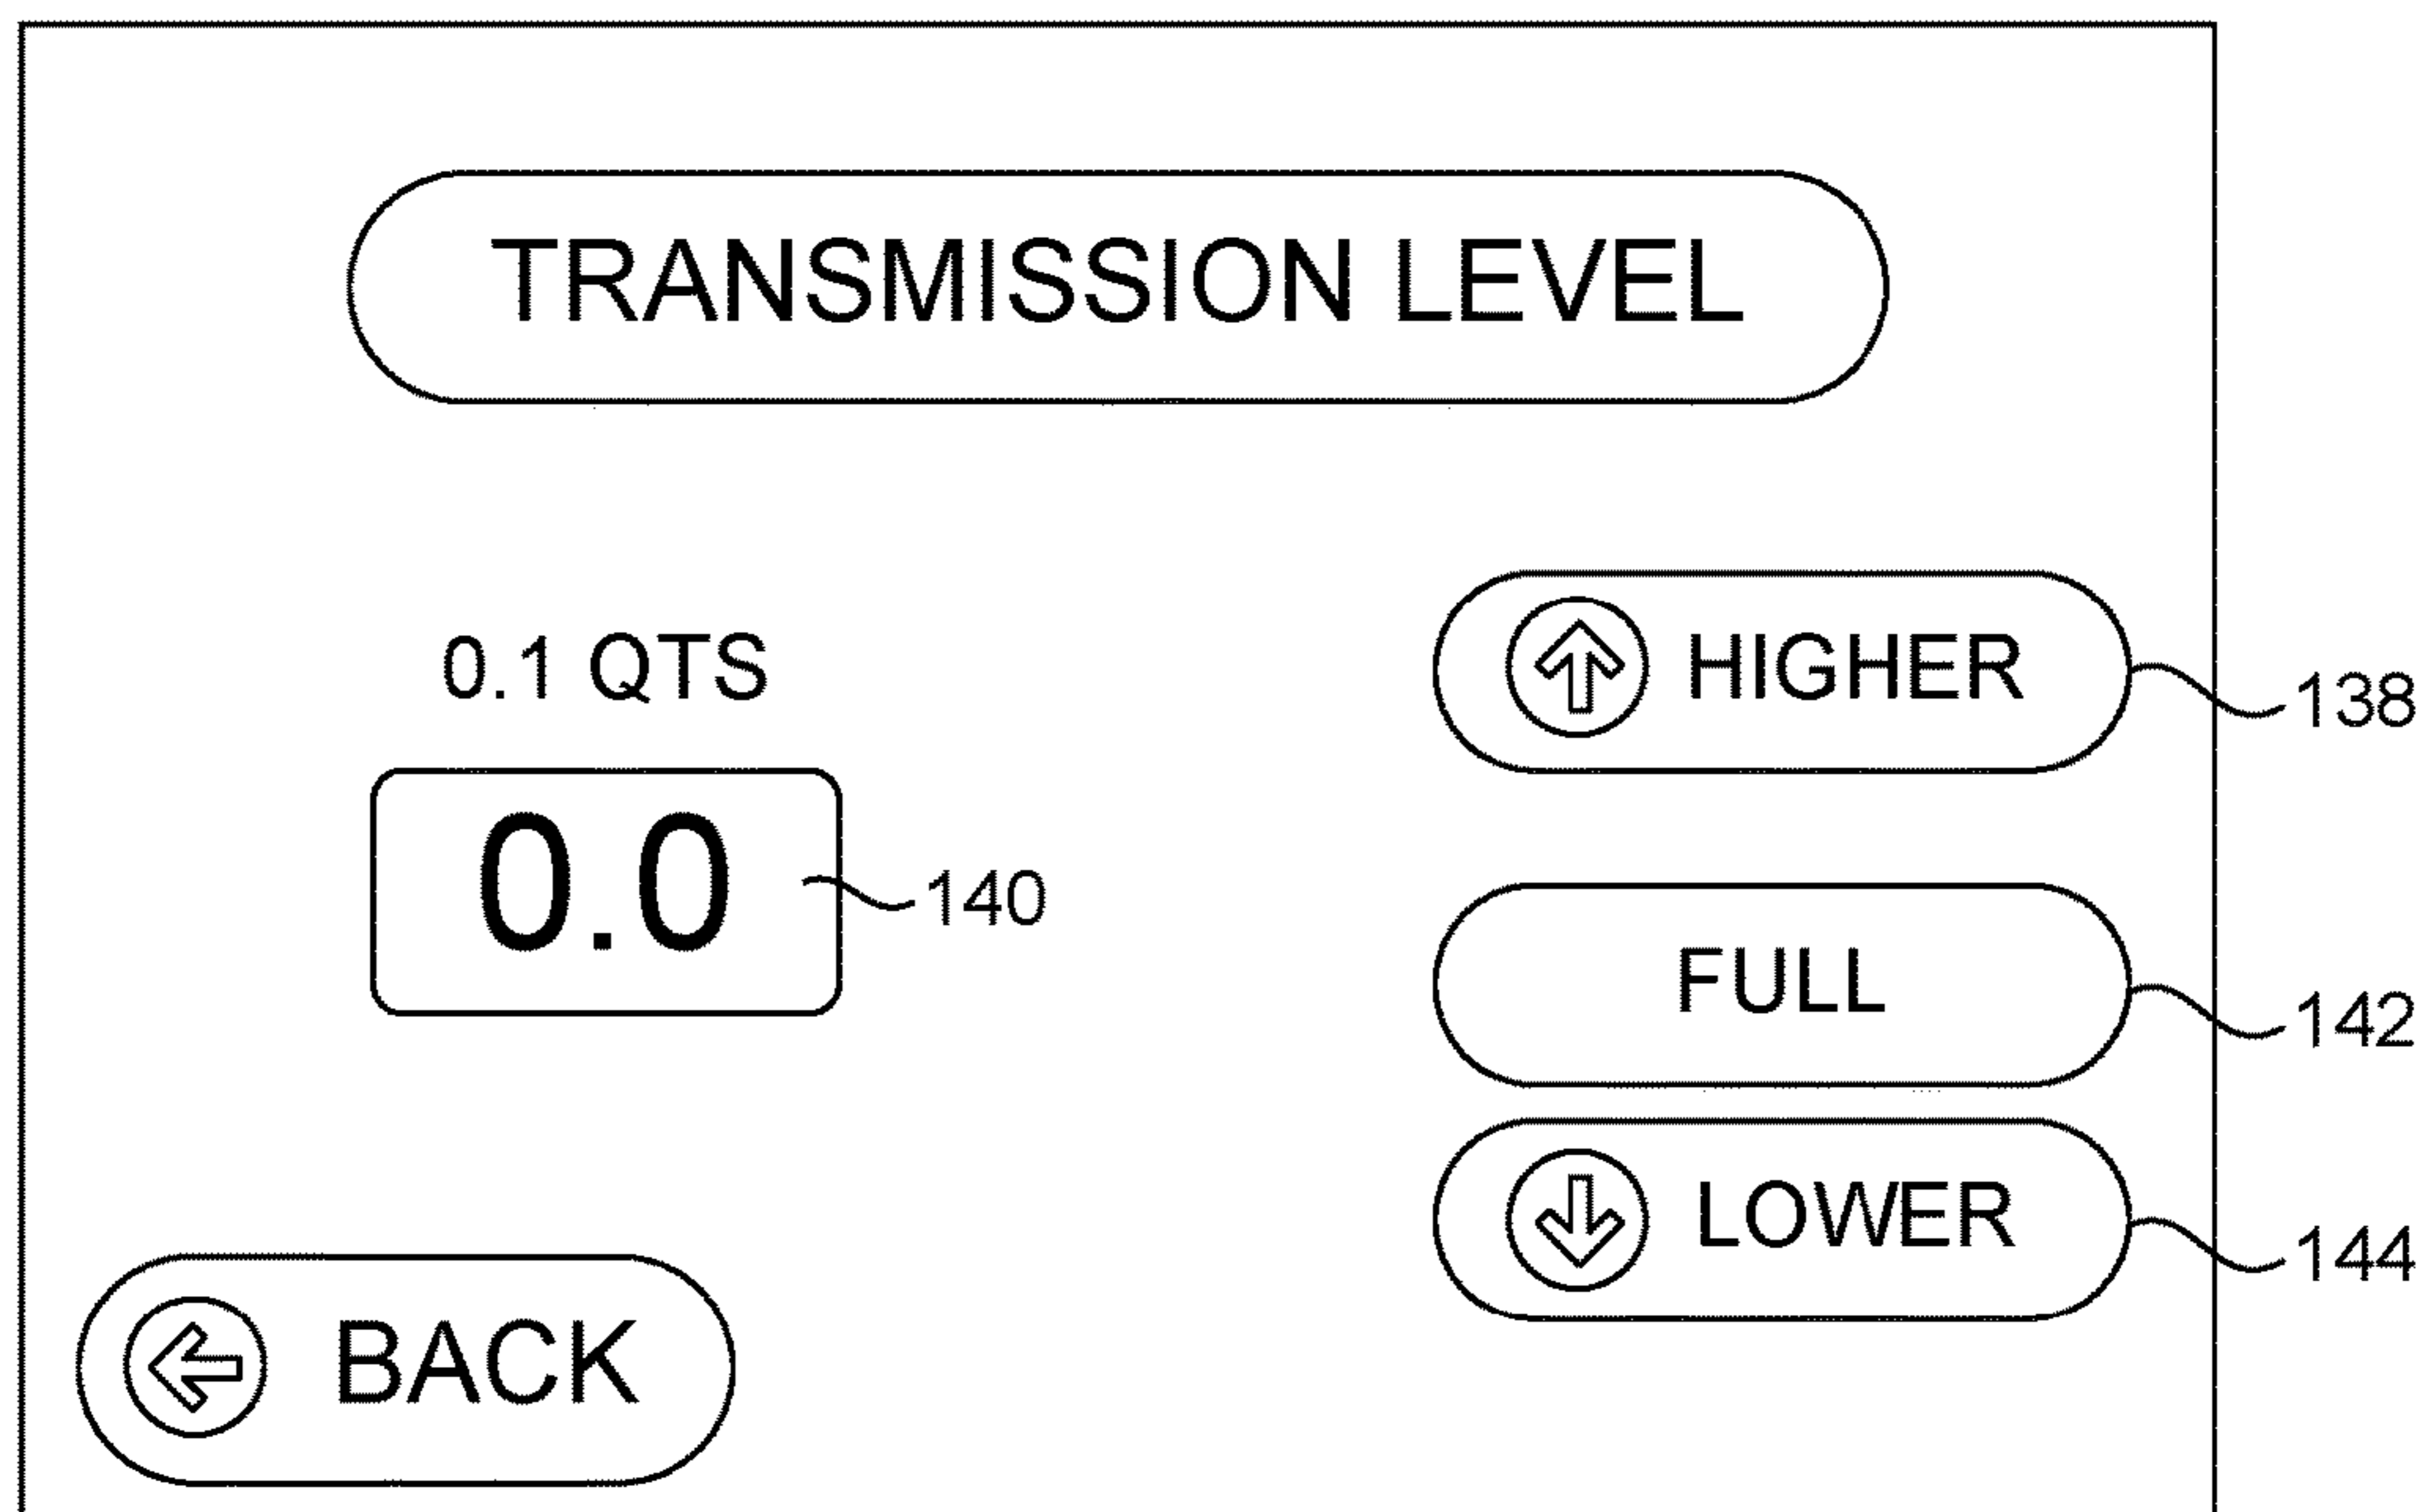 TRANSMISSION LEVEL
0.1 QTS
HIGHER
138
0.0
140
FULL
142
LOWER
144
BACK